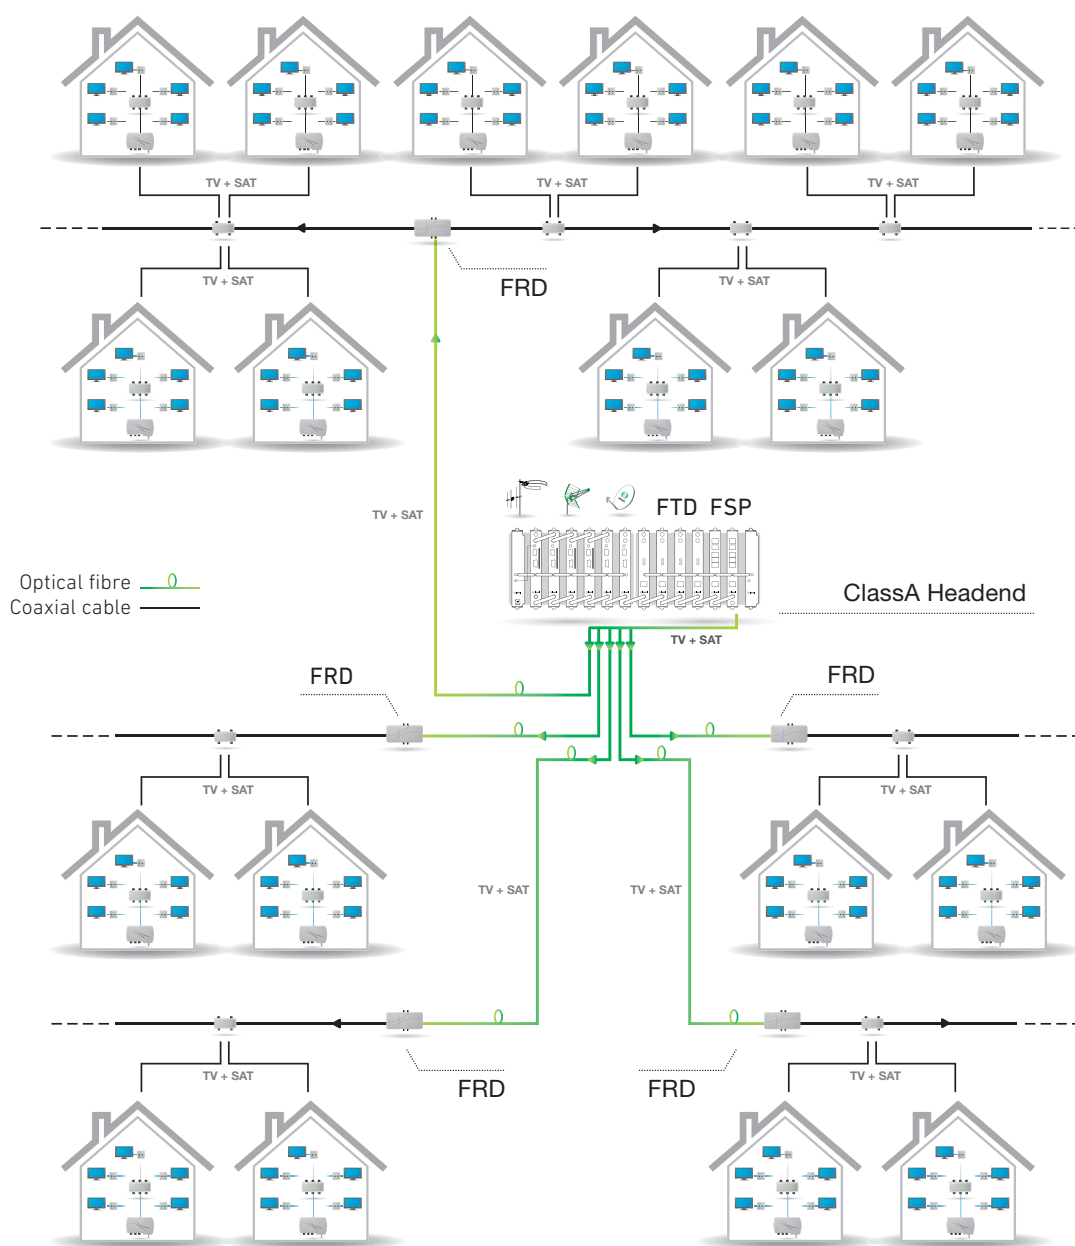 TV + SAT
TV + SAT
TV + SAT
FRD
TV + SAT
TV + SAT
FTD FSP
TV + SAT
Optical fibre
Coaxial cable
ClassA Headend
TV + SAT
FRD
FRD
TV + SAT
TV + SAT
TV + SAT
TV + SAT
FRD
FRD
TV + SAT
TV + SAT